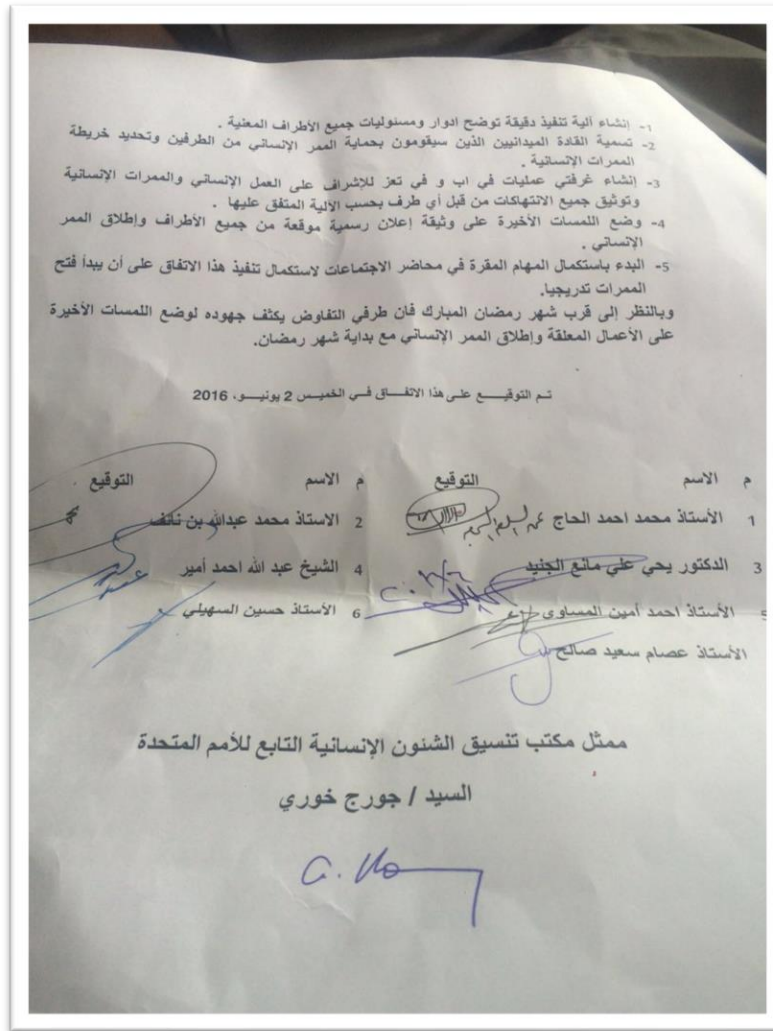 1- إنشاء آلية تنفيذ دقيقة توضح ادوار ومسئوليات جميع الأطراف المعنية .
2- تسمية القادة الميدانيين الذين سيقومون بحماية الممر الإنساني من الطرفين وتحديد خريطة
الممرات الإنسانية .
3- إنشاء غرفتي عمليات في اب و في تعز للإشراف على العمل الإنساني والممرات الإنسانية
وتوثيق جميع الانتهاكات من قبل أي طرف بحسب الآلية المتفق عليها .
4- وضع اللمسات الأخيرة على وثيقة إعلان رسمية موقعة من جميع الأطراف وإطلاق الممر
الإنساني .
5- البدء باستكمال المهام المقرة في محاضر الاجتماعات لاستكمال تنفيذ هذا الاتفاق على أن يبدأ فتح
الممرات تدريجيا.
وبالنظر إلى قرب شهر رمضان المبارك فان طرفي التفاوض يكثف جهوده لوضع اللمسات الأخيرة
على الأعمال المعلقة وإطلاق الممر الإنساني مع بداية شهر رمضان.
تم التوقيع على هذا الاتفاق في الخميس 2 يونيو، 2016
م الاسم التوقيع م الاسم التوقيع
1 الأستاذ محمد احمد الحاج 2 الاستاذ محمد عبدالله بن نائف
3 الدكتور يحي علي مانع الجنيد 4 الشيخ عبد الله احمد أمير
5 الأستاذ احمد أمين المساوى 6 الأستاذ حسين السهيلي
الأستاذ عصام سعيد صالح
ممثل مكتب تنسيق الشئون الإنسانية التابع للأمم المتحدة
السيد / جورج خوري